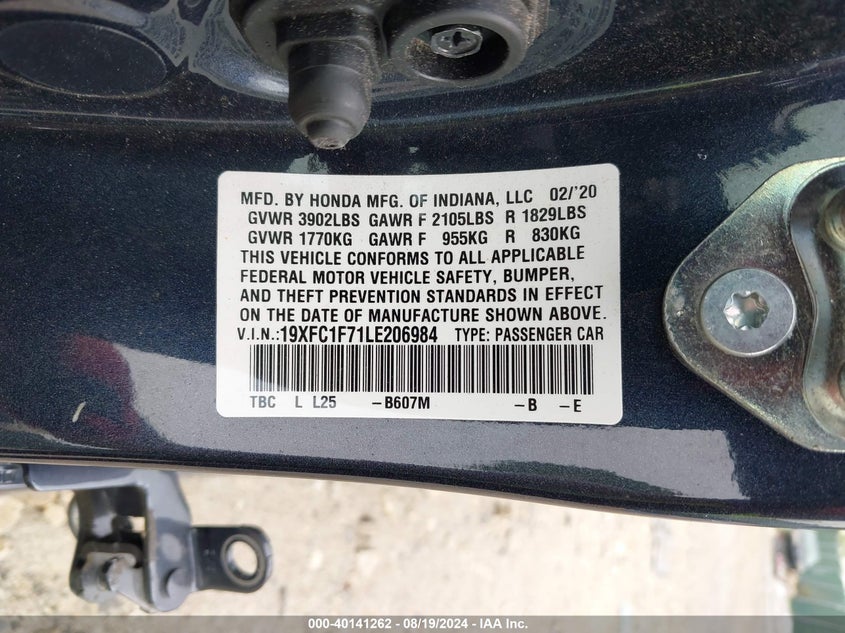 MFD. BY HONDA MFG. OF INDIANA, LLC 02/'20
GVWR 3902LBS GAWR F 2105LBS R 1829LBS
GVWR 1770KG GAWR F 955KG R 830KG
THIS VEHICLE CONFORMS TO ALL APPLICABLE
FEDERAL MOTOR VEHICLE SAFETY, BUMPER,
AND THEFT PREVENTION STANDARDS IN EFFECT
ON THE DATE OF MANUFACTURE SHOWN ABOVE.
V.I.N.:19XFC1F71LE206984 TYPE: PASSENGER CAR
TBC L L25 -B607M -B -E
000-40141262 - 08/19/2024 - IAA Inc.